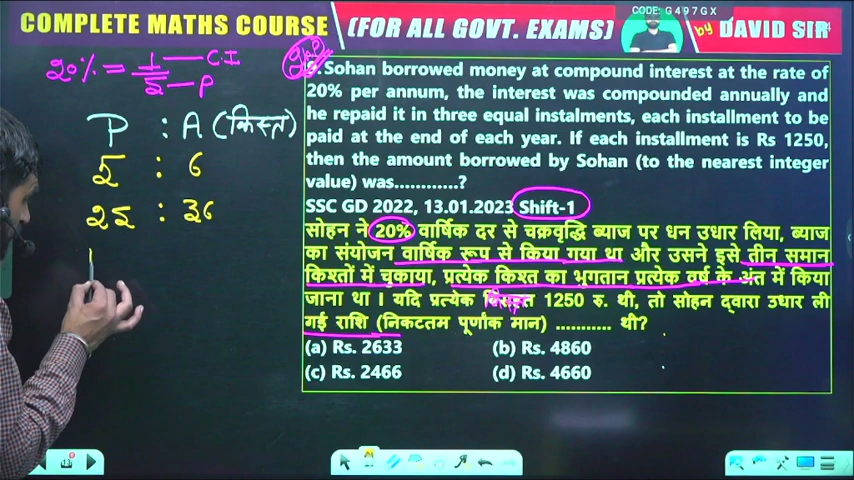 COMPLETE MATHS COURSE (FOR ALL GOVT. EXAMS) by DAVID SIR
CODE: G497GX
20% = 1/5 — C.I
— P
P : A (किस्त)
5 : 6
25 : 36
1
9.Sohan borrowed money at compound interest at the rate of
20% per annum, the interest was compounded annually and
he repaid it in three equal instalments, each installment to be
paid at the end of each year. If each installment is Rs 1250,
then the amount borrowed by Sohan (to the nearest integer
value) was............?
SSC GD 2022, 13.01.2023 Shift-1
सोहन ने 20% वार्षिक दर से चक्रवृद्धि ब्याज पर धन उधार लिया, ब्याज
का संयोजन वार्षिक रूप से किया गया था और उसने इसे तीन समान
किश्तों में चुकाया, प्रत्येक किश्त का भुगतान प्रत्येक वर्ष के अंत में किया
जाना था । यदि प्रत्येक 1250 रु. थी, तो सोहन द्वारा उधार ली
गई राशि (निकटतम पूर्णांक मान) ........... थी?
(a) Rs. 2633 (b) Rs. 4860
(c) Rs. 2466 (d) Rs. 4660